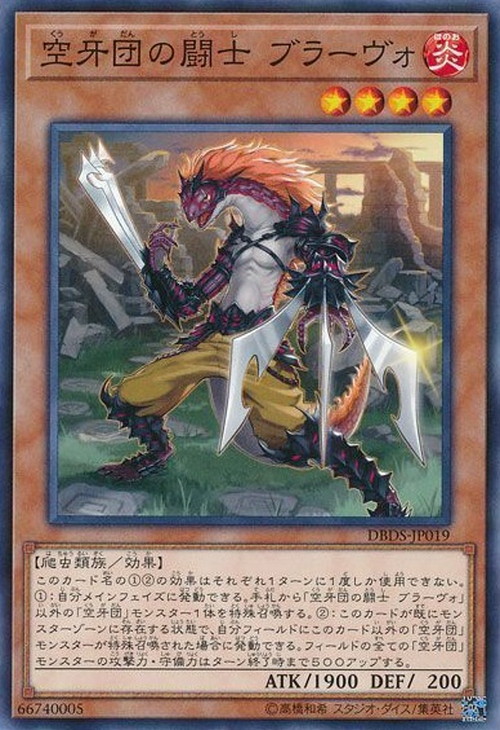 空牙団の闘士 ブラーヴォ
炎
DBDS-JP019
【爬虫類族/効果】
このカード名の①②の効果はそれぞれ1ターンに1度しか使用できない。
①:自分メインフェイズに発動できる。手札から「空牙団の闘士 ブラーヴォ」
以外の「空牙団」モンスター1体を特殊召喚する。②:このカードが既にモンス
ターゾーンに存在する状態で、自分フィールドにこのカード以外の「空牙団」
モンスターが特殊召喚された場合に発動できる。フィールドの全ての「空牙団」
モンスターの攻撃力・守備力はターン終了時まで500アップする。
ATK/1900 DEF/ 200
66740005
©高橋和希 スタジオ・ダイス/集英社